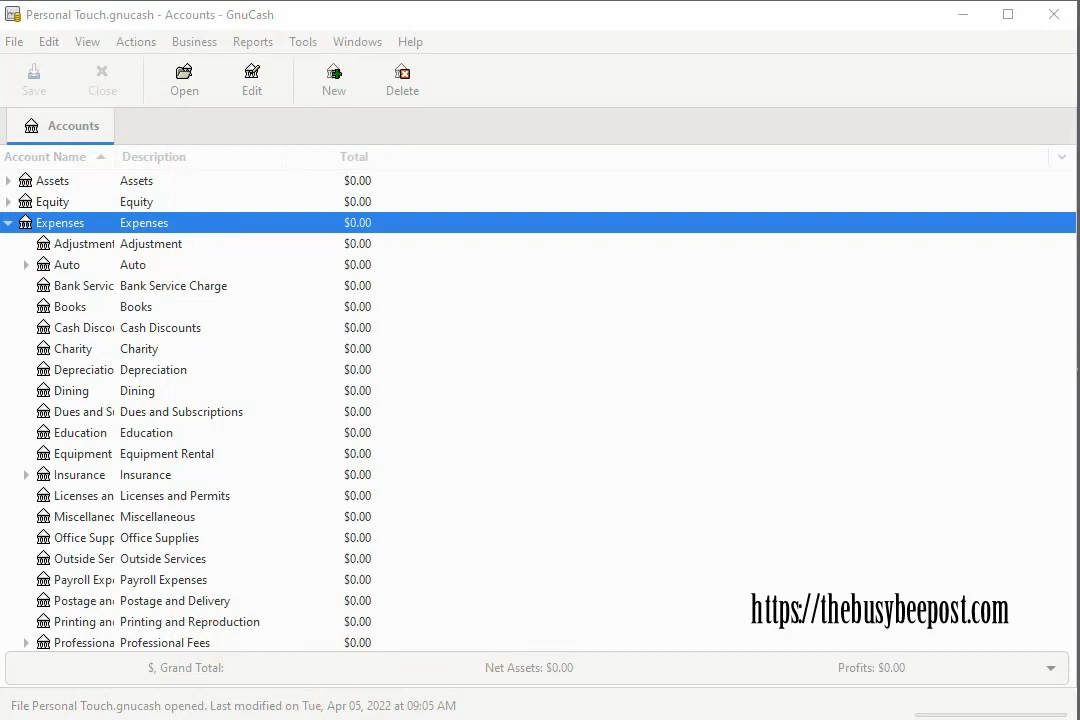 Personal Touch.gnucash - Accounts - GnuCash
File Edit View Actions Business Reports Tools Windows Help
Save Close Open Edit New Delete
Accounts
Account Name Description Total
Assets Assets $0.00
Equity Equity $0.00
Expenses Expenses $0.00
Adjustment Adjustment $0.00
Auto Auto $0.00
Bank Servic Bank Service Charge $0.00
Books Books $0.00
Cash Discou Cash Discounts $0.00
Charity Charity $0.00
Depreciatio Depreciation $0.00
Dining Dining $0.00
Dues and Su Dues and Subscriptions $0.00
Education Education $0.00
Equipment Equipment Rental $0.00
Insurance Insurance $0.00
Licenses an Licenses and Permits $0.00
Miscellanec Miscellaneous $0.00
Office Supp Office Supplies $0.00
Outside Ser Outside Services $0.00
Payroll Expe Payroll Expenses $0.00
Postage an Postage and Delivery $0.00
Printing an Printing and Reproduction $0.00
Professiona Professional Fees $0.00
https://thebusybeepost.com
$, Grand Total: Net Assets: $0.00 Profits: $0.00
File Personal Touch.gnucash opened. Last modified on Tue, Apr 05, 2022 at 09:05 AM